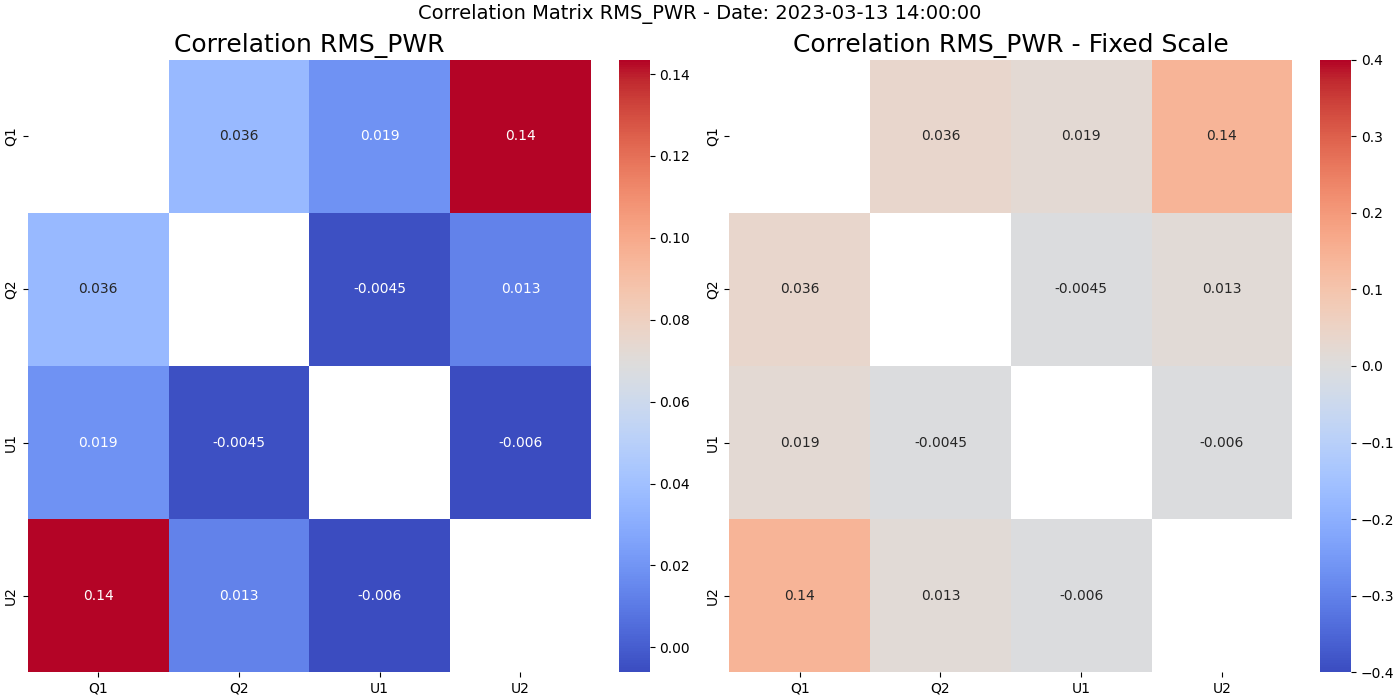 Correlation Matrix RMS_PWR - Date: 2023-03-13 14:00:00
Correlation RMS_PWR
Q1
0.036
0.019
0.14
Q2
0.036
-0.0045
0.013
U1
0.019
-0.0045
-0.006
U2
0.14
0.013
-0.006
Q1
Q2
U1
U2
0.14
0.12
0.10
0.08
0.06
0.04
0.02
0.00
Correlation RMS_PWR - Fixed Scale
Q1
0.036
0.019
0.14
Q2
0.036
-0.0045
0.013
U1
0.019
-0.0045
-0.006
U2
0.14
0.013
-0.006
Q1
Q2
U1
U2
0.4
0.3
0.2
0.1
0.0
−0.1
−0.2
−0.3
−0.4